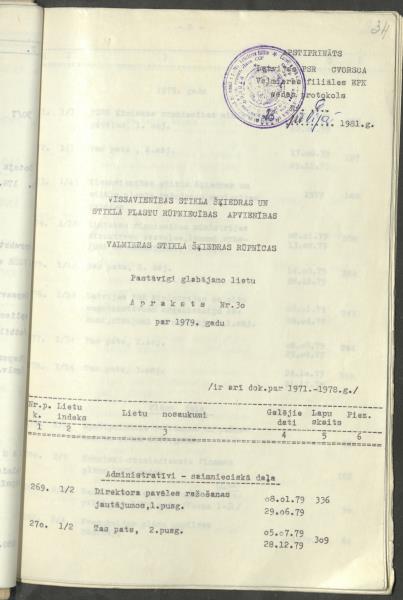 34
APSTIPRINĀTS
Latvijas PSR CVORSCA
Valmieras filiāles EPK
sēdes protokols
1981.g.
VISSAVIENĪBAS STIKLA ŠĶIEDRAS UN
STIKLA PLASTU RŪPNIECĪBAS APVIENĪBAS
VALMIERAS STIKLA ŠĶIEDRAS RŪPNĪCAS
Pastāvīgi glabājamo lietu
Apraksts Nr.3o
par 1979. gadu
/ir arī dok.par 1971.-1978.g./
Nr.p. Lietu Lietu nosaukumi Galējie Lapu Piez.
k. indeks dati skaits
1 2 3 4 5 6
Administratīvi - saimnieciskā daļa
269. 1/2 Direktora pavēles ražošanas o8.o1.79 336
jautājumos,1.pusg. 29.o6.79
27o. 1/2 Tas pats, 2.pusg. o5.o7.79 3o9
28.12.79